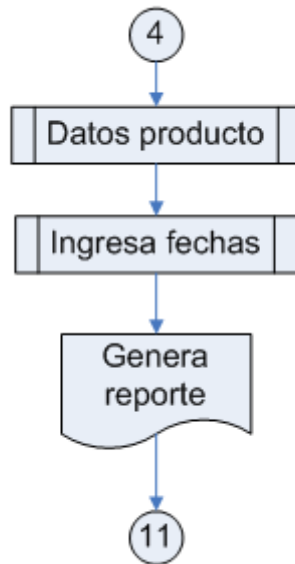 4
Datos producto
Ingresa fechas
Genera
reporte
11